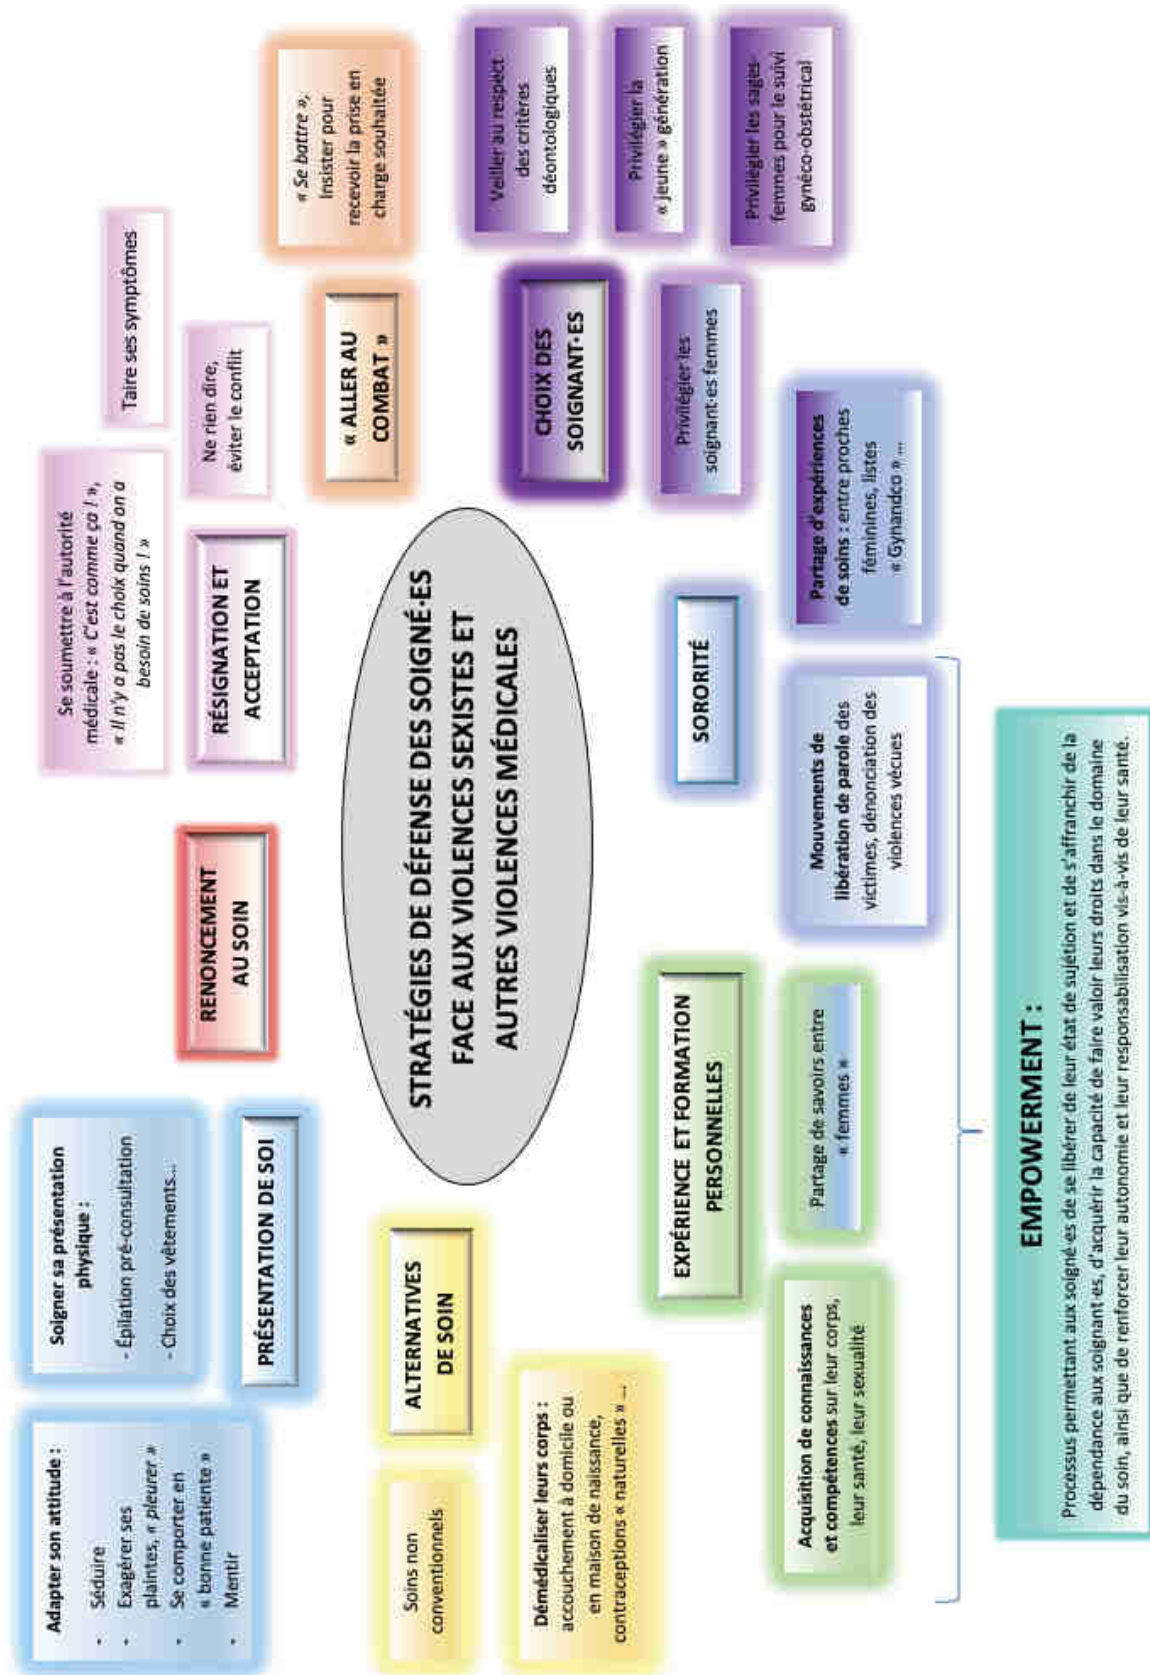 Adapter son attitude :
- Séduire
- Exagérer ses
plaintes, « pleurer »
- Se comporter en
« bonne patiente »
- Mentir
Soigner sa présentation
physique :
- Épilation pré-consultation
- Choix des vêtements...
PRÉSENTATION DE SOI
RENONCEMENT
AU SOIN
Se soumettre à l'autorité
médicale : « C'est comme ça ! »,
« Il n'y a pas le choix quand on a
besoin de soins ! »
Taire ses symptômes
Ne rien dire,
éviter le conflit
RÉSIGNATION ET
ACCEPTATION
« Se battre »,
Insister pour
recevoir la prise en
charge souhaitée
« ALLER AU
COMBAT »
Soins non
conventionnels
ALTERNATIVES
DE SOIN
Démédicaliser leurs corps :
accouchement à domicile ou
en maison de naissance,
contraceptions « naturelles » ...
STRATÉGIES DE DÉFENSE DES SOIGNÉ·ES
FACE AUX VIOLENCES SEXISTES ET
AUTRES VIOLENCES MÉDICALES
CHOIX DES
SOIGNANT·ES
Veiller au respect
des critères
déontologiques
Privilégier la
« jeune » génération
Privilégier les sages-
femmes pour le suivi
gynéco-obstétrical
Privilégier les
soignant·es femmes
EXPÉRIENCE ET FORMATION
PERSONNELLES
SORORITÉ
Acquisition de connaissances
et compétences sur leur corps,
leur santé, leur sexualité
Partage de savoirs entre
« femmes »
Mouvements de
libération de parole des
victimes, dénonciation des
violences vécues
Partage d'expériences
de soins : entre proches
féminines, listes
« Gynandco » ...
EMPOWERMENT :
Processus permettant aux soigné·es de se libérer de leur état de sujétion et de s'affranchir de la
dépendance aux soignant·es, d'acquérir la capacité de faire valoir leurs droits dans le domaine
du soin, ainsi que de renforcer leur autonomie et leur responsabilisation vis-à-vis de leur santé.